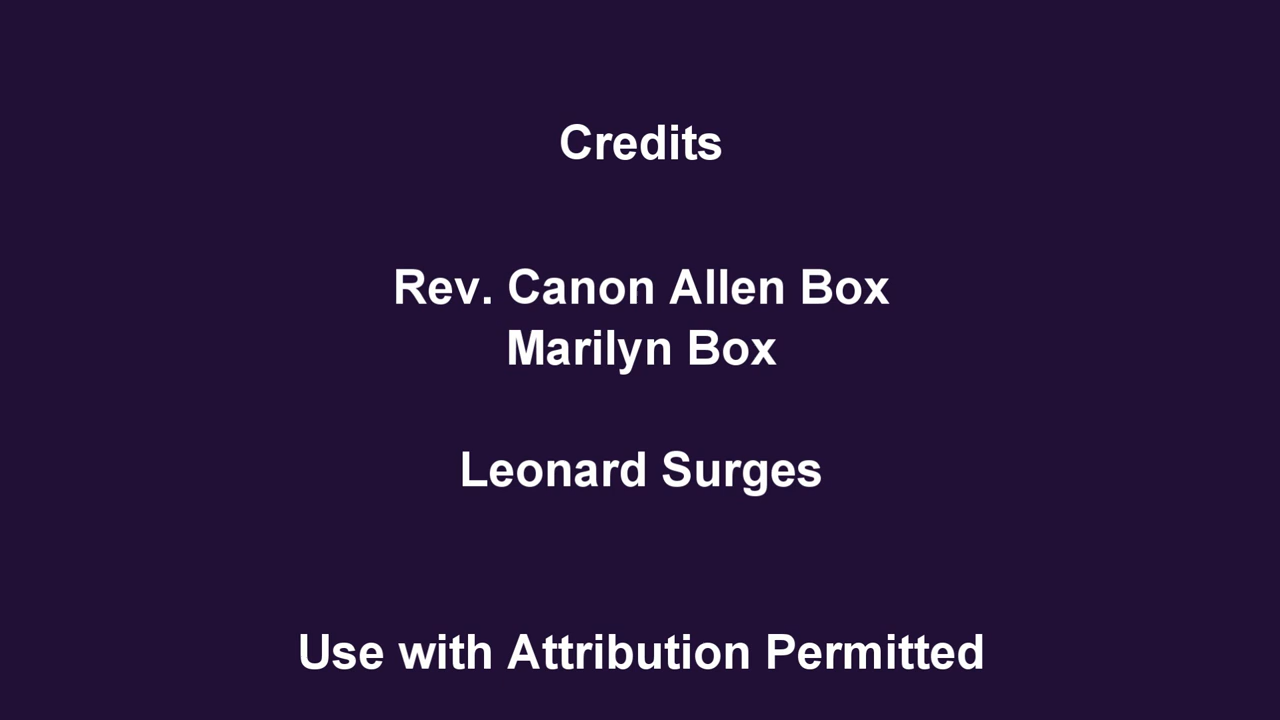 Credits
Rev. Canon Allen Box
Marilyn Box
Leonard Surges
Use with Attribution Permitted